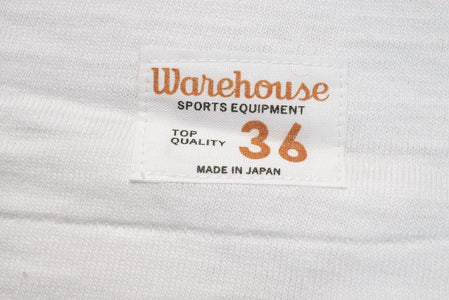 Warehouse
SPORTS EQUIPMENT
TOP
QUALITY
36
MADE IN JAPAN